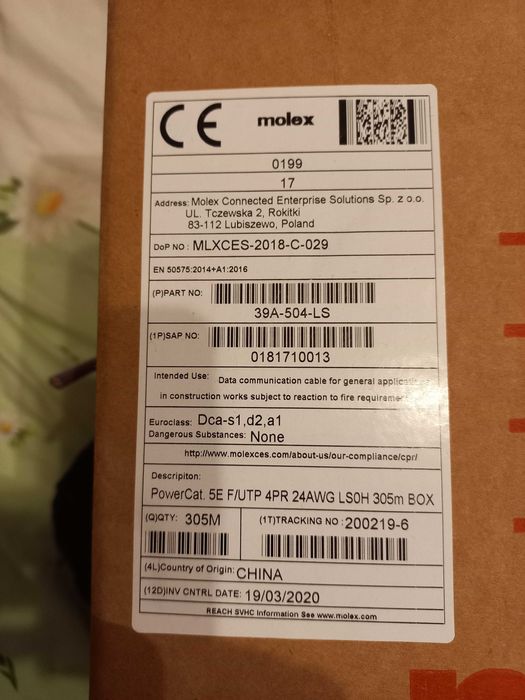 CE molex
0199
17
Address: Molex Connected Enterprise Solutions Sp. z o.o.
UL. Tczewska 2, Rokitki
83-112 Lubiszewo, Poland
DoP NO : MLXCES-2018-C-029
EN 50575:2014+A1:2016
(P)PART NO:
39A-504-LS
(1P)SAP NO:
0181710013
Intended Use: Data communication cable for general applications
in construction works subject to reaction to fire requirements
Euroclass: Dca-s1,d2,a1
Dangerous Substances: None
http://www.molexces.com/about-us/our-compliance/cpr/
Descripiton:
PowerCat. 5E F/UTP 4PR 24AWG LS0H 305m BOX
(Q)QTY: 305M (1T)TRACKING NO : 200219-6
(4L)Country of Origin: CHINA
(12D)INV CNTRL DATE: 19/03/2020
REACH SVHC Information See www.molex.com